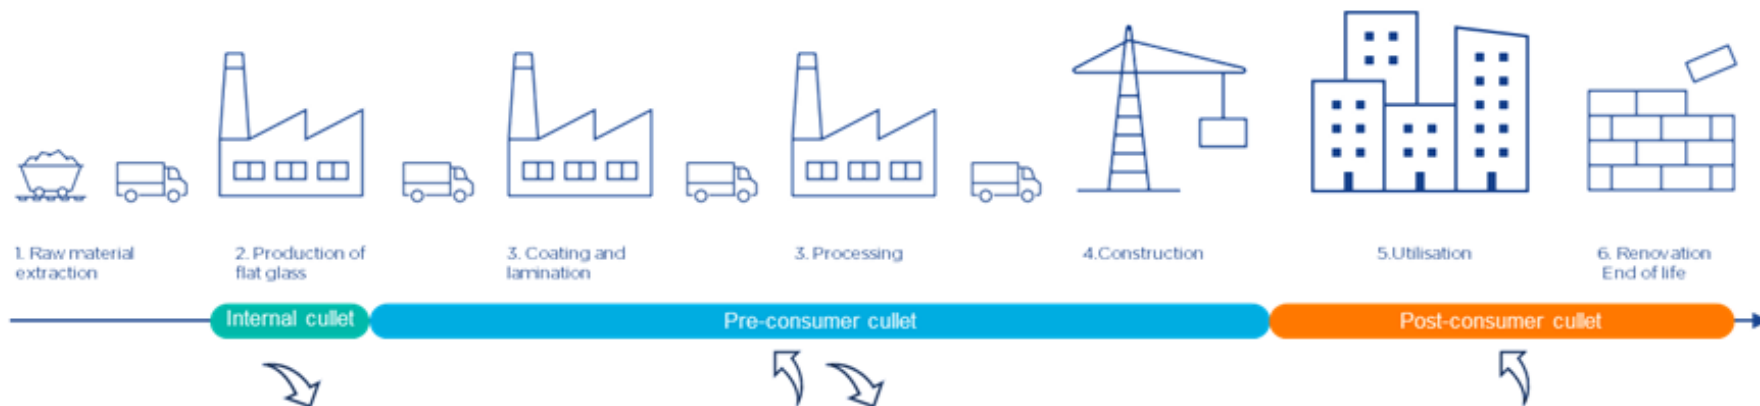 1. Raw material
extraction
2. Production of
flat glass
3. Coating and
lamination
3. Processing
4.Construction
5.Utilisation
6. Renovation
End of life
Internal cullet
Pre-consumer cullet
Post-consumer cullet